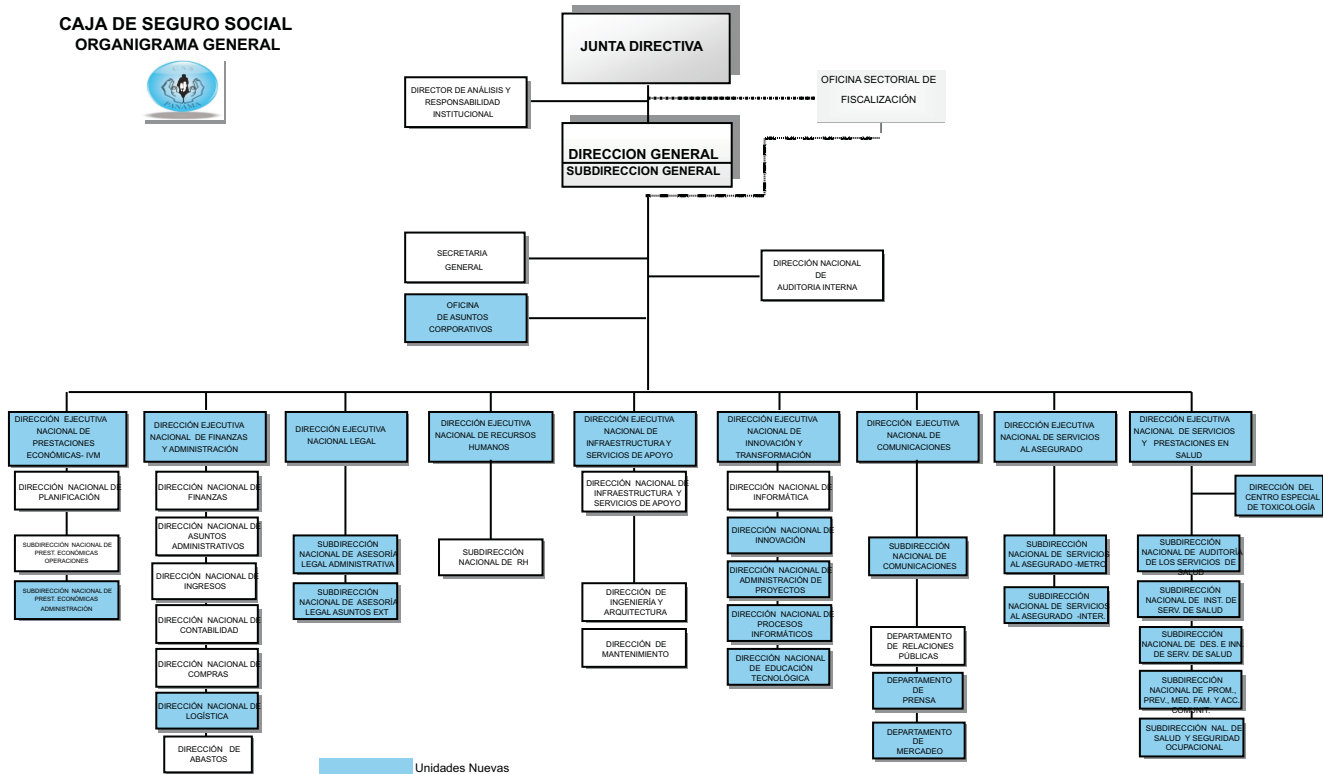 CAJA DE SEGURO SOCIAL
ORGANIGRAMA GENERAL
C S S
PANAMA
JUNTA DIRECTIVA
DIRECTOR DE ANÁLISIS Y
RESPONSABILIDAD
INSTITUCIONAL
OFICINA SECTORIAL DE
FISCALIZACIÓN
DIRECCION GENERAL
SUBDIRECCION GENERAL
SECRETARIA
GENERAL
DIRECCIÓN NACIONAL
DE
AUDITORIA INTERNA
OFICINA
DE ASUNTOS
CORPORATIVOS
DIRECCIÓN EJECUTIVA
NACIONAL DE
PRESTACIONES
ECONÓMICAS- IVM
DIRECCIÓN NACIONAL DE
PLANIFICACIÓN
SUBDIRECCIÓN NACIONAL DE
PREST. ECONÓMICAS
OPERACIONES
SUBDIRECCIÓN NACIONAL DE
PREST. ECONÓMICAS
ADMINISTRACIÓN
DIRECCIÓN EJECUTIVA
NACIONAL DE FINANZAS
Y ADMINISTRACIÓN
DIRECCIÓN NACIONAL DE
FINANZAS
DIRECCIÓN NACIONAL DE
ASUNTOS
ADMINISTRATIVOS
DIRECCIÓN NACIONAL DE
INGRESOS
DIRECCIÓN NACIONAL
DE CONTABILIDAD
DIRECCIÓN NACIONAL DE
COMPRAS
DIRECCIÓN NACIONAL DE
LOGÍSTICA
DIRECCIÓN DE
ABASTOS
DIRECCIÓN EJECUTIVA
NACIONAL LEGAL
SUBDIRECCIÓN
NACIONAL DE ASESORÍA
LEGAL ADMINISTRATIVA
SUBDIRECCIÓN
NACIONAL DE ASESORÍA
LEGAL ASUNTOS EXT
DIRECCIÓN EJECUTIVA
NACIONAL DE RECURSOS
HUMANOS
SUBDIRECCIÓN
NACIONAL DE RH
DIRECCIÓN EJECUTIVA
NACIONAL DE
INFRAESTRUCTURA Y
SERVICIOS DE APOYO
DIRECCIÓN NACIONAL DE
INFRAESTRUCTURA Y
SERVICIOS DE APOYO
DIRECCIÓN DE
INGENIERÍA Y
ARQUITECTURA
DIRECCIÓN DE
MANTENIMIENTO
DIRECCIÓN EJECUTIVA
NACIONAL DE
INNOVACIÓN Y
TRANSFORMACIÓN
DIRECCIÓN NACIONAL DE
INFORMÁTICA
DIRECCIÓN NACIONAL DE
INNOVACIÓN
DIRECCIÓN NACIONAL DE
ADMINISTRACIÓN DE
PROYECTOS
DIRECCIÓN NACIONAL DE
PROCESOS
INFORMÁTICOS
DIRECCIÓN NACIONAL
DE EDUCACIÓN
TECNOLÓGICA
DIRECCIÓN EJECUTIVA
NACIONAL DE
COMUNICACIONES
SUBDIRECCIÓN
NACIONAL DE
COMUNICACIONES
DEPARTAMENTO
DE RELACIONES
PÚBLICAS
DEPARTAMENTO
DE
PRENSA
DEPARTAMENTO
DE
MERCADEO
DIRECCIÓN EJECUTIVA
NACIONAL DE SERVICIOS
AL ASEGURADO
SUBDIRECCIÓN
NACIONAL DE SERVICIOS
AL ASEGURADO -METRO
SUBDIRECCIÓN
NACIONAL DE SERVICIOS
AL ASEGURADO -INTER.
DIRECCIÓN EJECUTIVA
NACIONAL DE SERVICIOS
Y PRESTACIONES EN
SALUD
DIRECCIÓN DEL
CENTRO ESPECIAL
DE TOXICOLOGÍA
SUBDIRECCIÓN
NACIONAL DE AUDITORÍA
DE LOS SERVICIOS DE
SALUD
SUBDIRECCIÓN
NACIONAL DE INST. DE
SERV. DE SALUD
SUBDIRECCIÓN
NACIONAL DE DES. E INN.
DE SERV. DE SALUD
SUBDIRECCIÓN
NACIONAL DE PROM.,
PREV., MED. FAM. Y ACC.
COMUNIT.
SUBDIRECCIÓN NAL. DE
SALUD Y SEGURIDAD
OCUPACIONAL
Unidades Nuevas